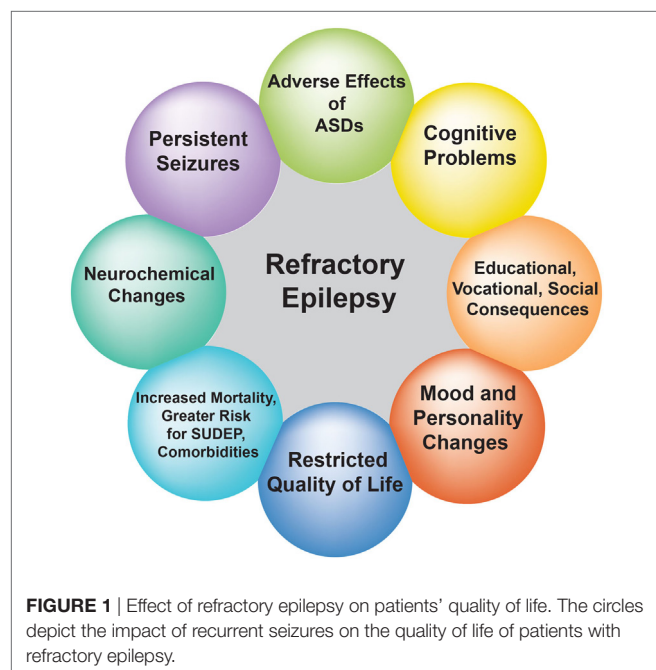 Adverse Effects
of
ASDs
Cognitive
Problems
Educational,
Vocational, Social
Consequences
Mood and
Personality
Changes
Restricted
Quality of Life
Increased Mortality,
Greater Risk
for SUDEP,
Comorbidities
Neurochemical
Changes
Persistent
Seizures
Refractory
Epilepsy
FIGURE 1 | Effect of refractory epilepsy on patients’ quality of life. The circles
depict the impact of recurrent seizures on the quality of life of patients with
refractory epilepsy.